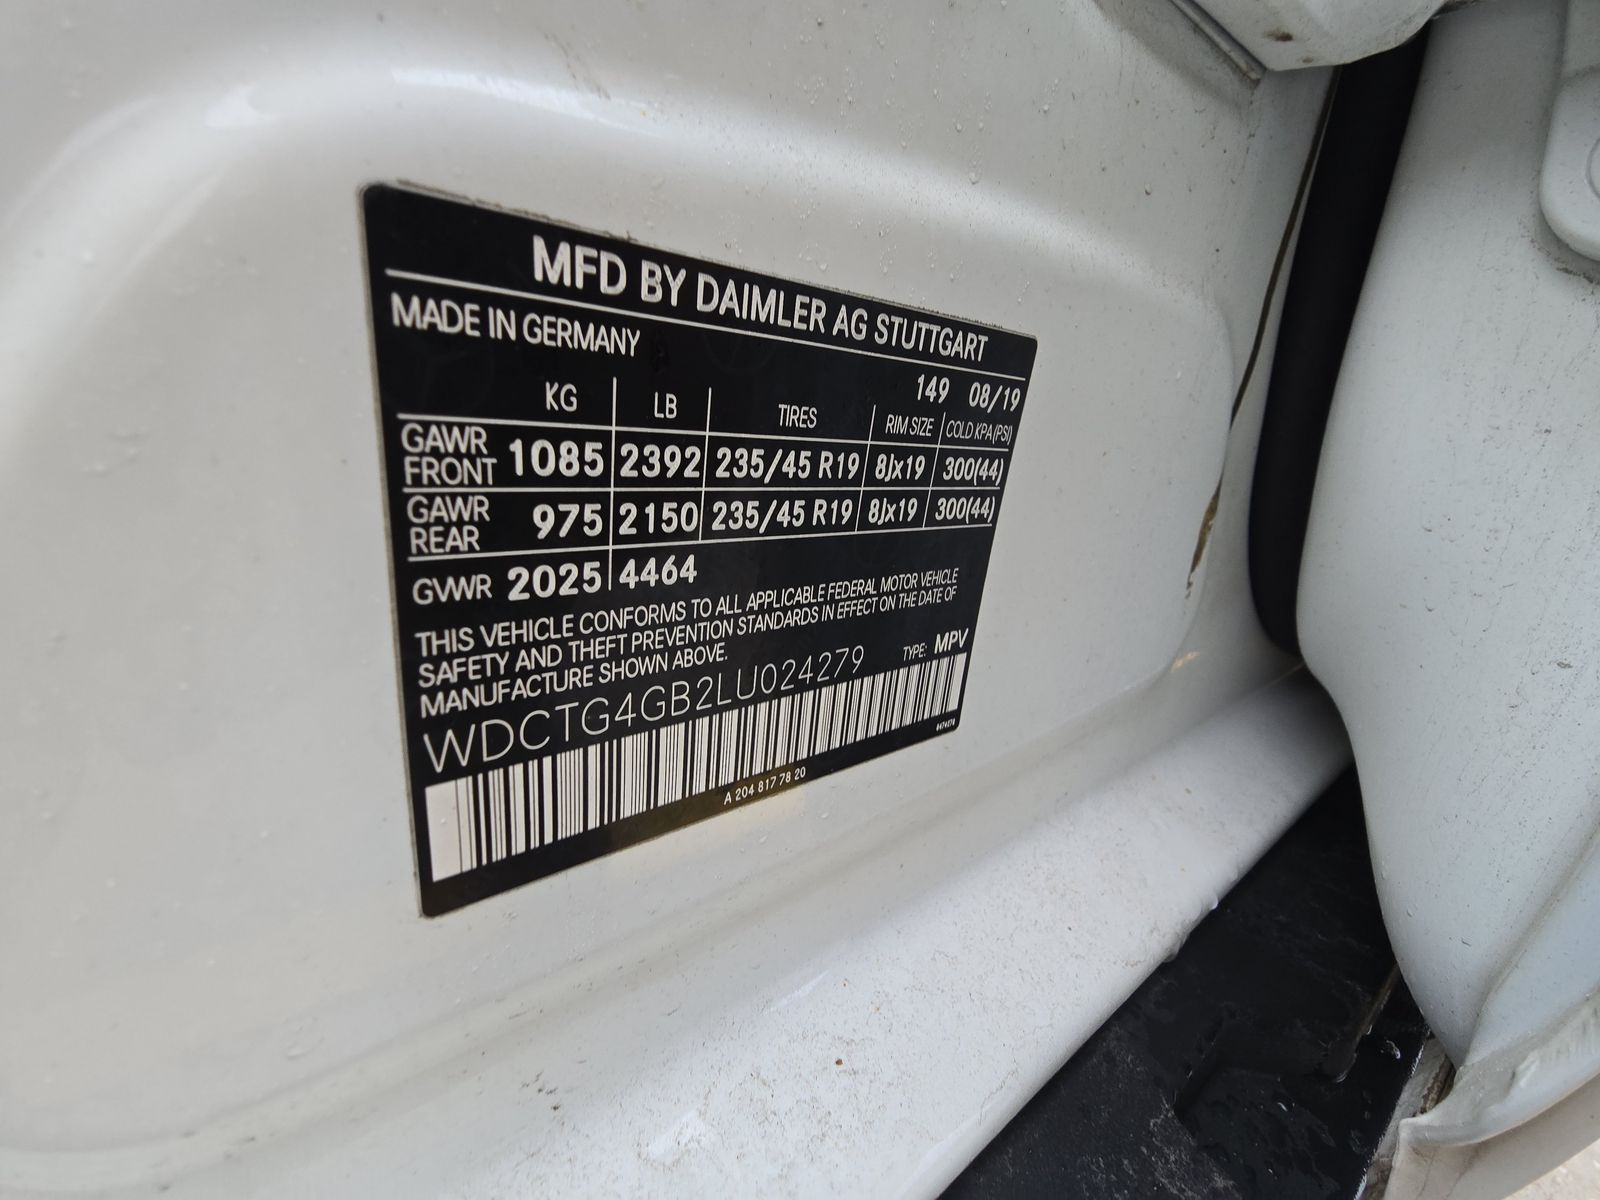 MFD BY DAIMLER AG STUTTGART
MADE IN GERMANY
149 08/19
KG LB TIRES RIM SIZE COLD KPA(PSI)
GAWR FRONT 1085 2392 235/45 R19 8Jx19 300(44)
GAWR REAR 975 2150 235/45 R19 8Jx19 300(44)
GVWR 2025 4464
THIS VEHICLE CONFORMS TO ALL APPLICABLE FEDERAL MOTOR VEHICLE
SAFETY AND THEFT PREVENTION STANDARDS IN EFFECT ON THE DATE OF
MANUFACTURE SHOWN ABOVE.
WDCTG4GB2LU024279 TYPE: MPV
A 204 817 78 20